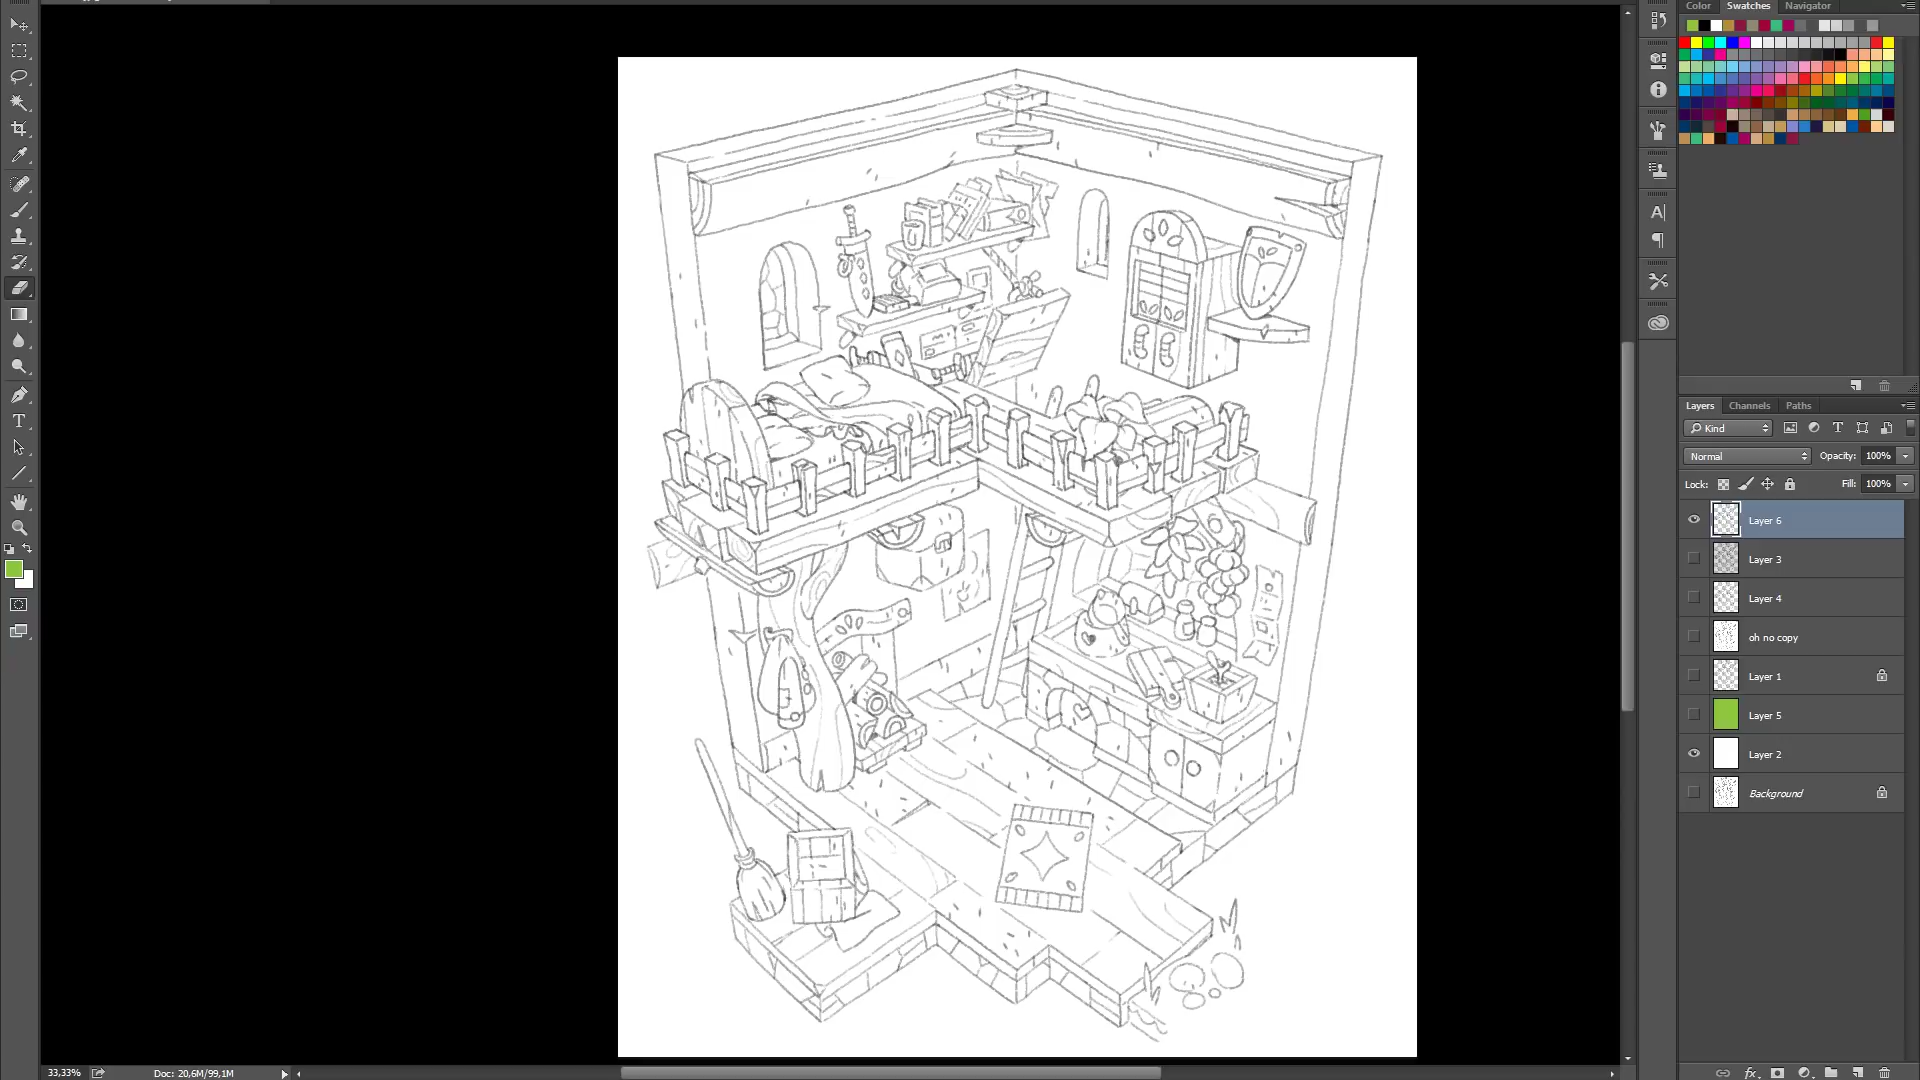 Color Swatches Navigator
Layers Channels Paths
Kind
Normal Opacity: 100%
Lock: Fill: 100%
Layer 6
Layer 3
Layer 4
oh no copy
Layer 1
Layer 5
Layer 2
Background
33,33% Doc: 20,6M/99,1M